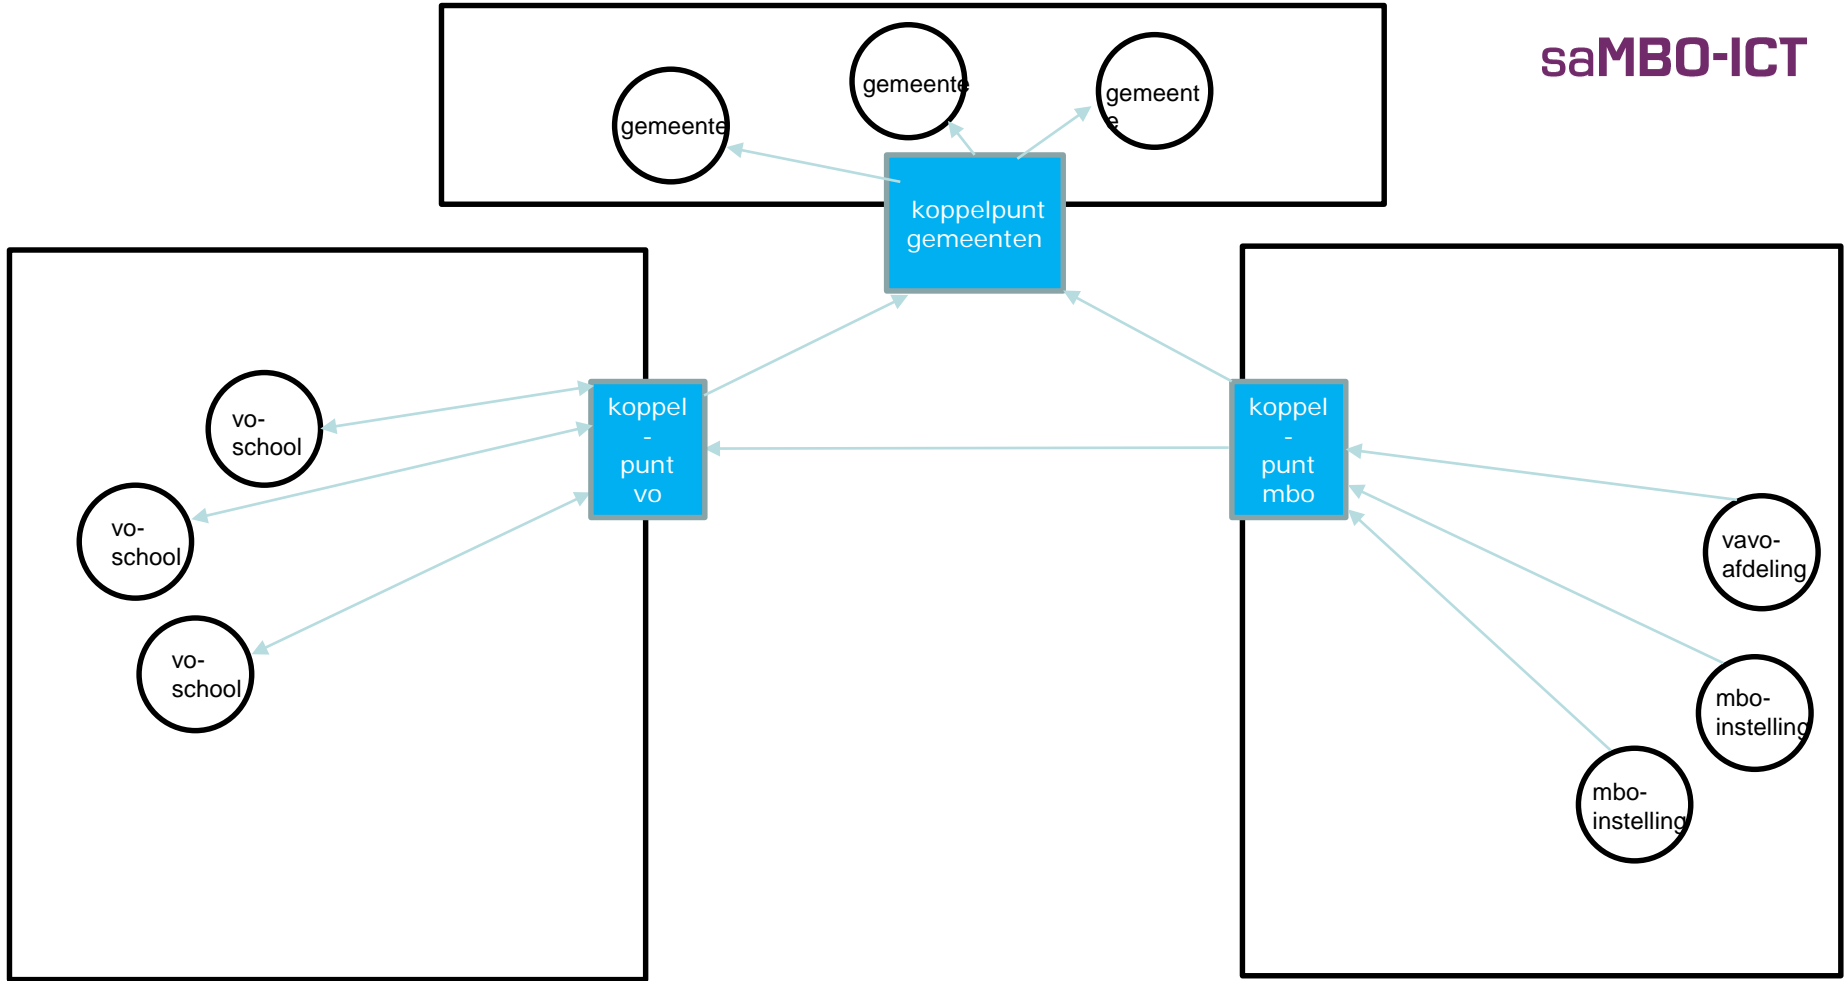 saMBO-ICT
gemeente
gemeente
gemeent
e
koppelpunt
gemeenten
vo-
school
vo-
school
vo-
school
koppel
-
punt
vo
koppel
-
punt
mbo
vavo-
afdeling
mbo-
instelling
mbo-
instelling